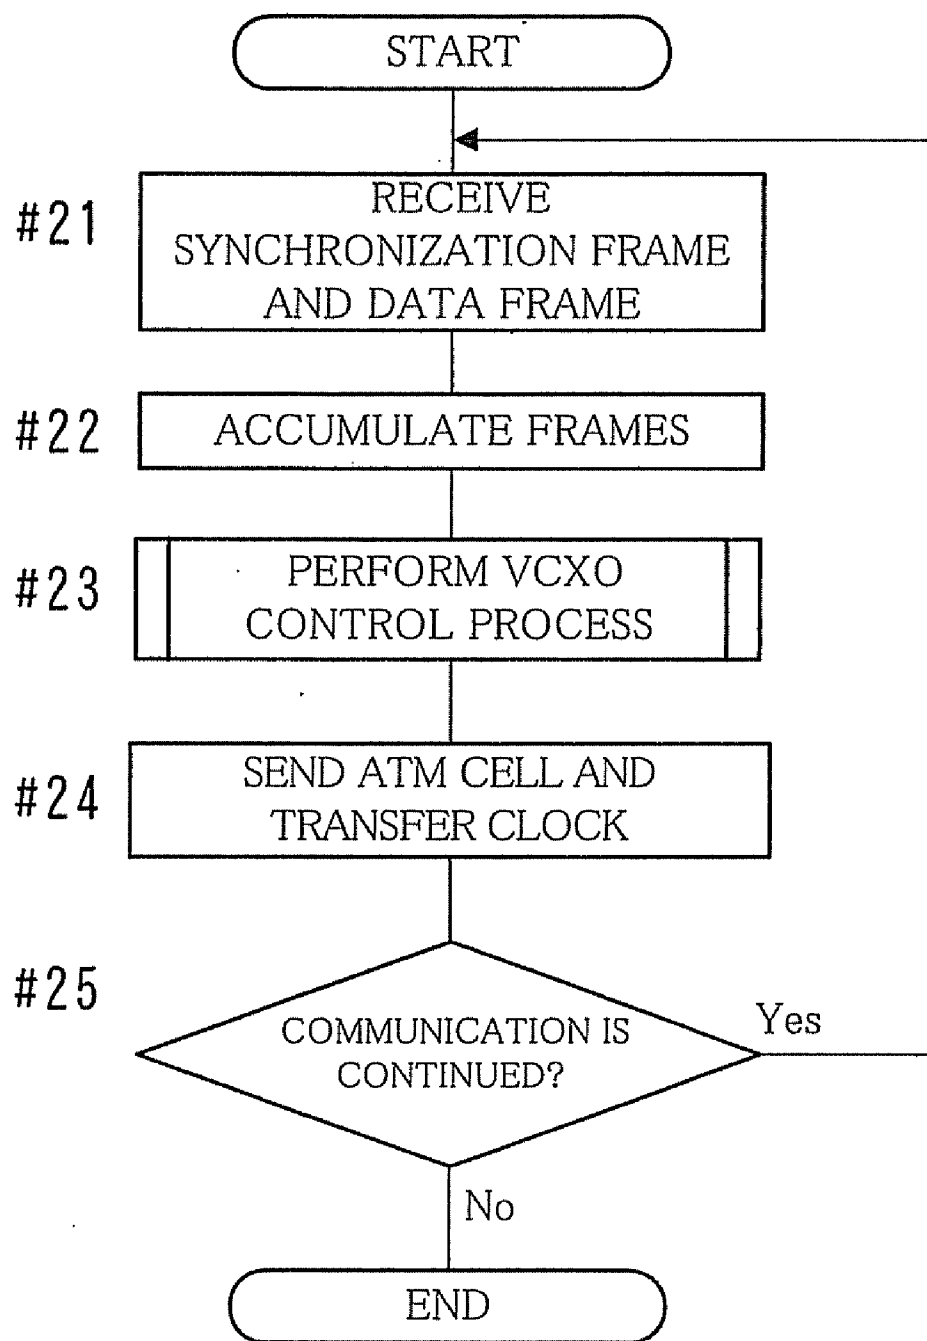 START
#21
RECEIVE
SYNCHRONIZATION FRAME
AND DATA FRAME
#22
ACCUMULATE FRAMES
#23
PERFORM VCXO
CONTROL PROCESS
#24
SEND ATM CELL AND
TRANSFER CLOCK
#25
COMMUNICATION IS
CONTINUED?
Yes
No
END